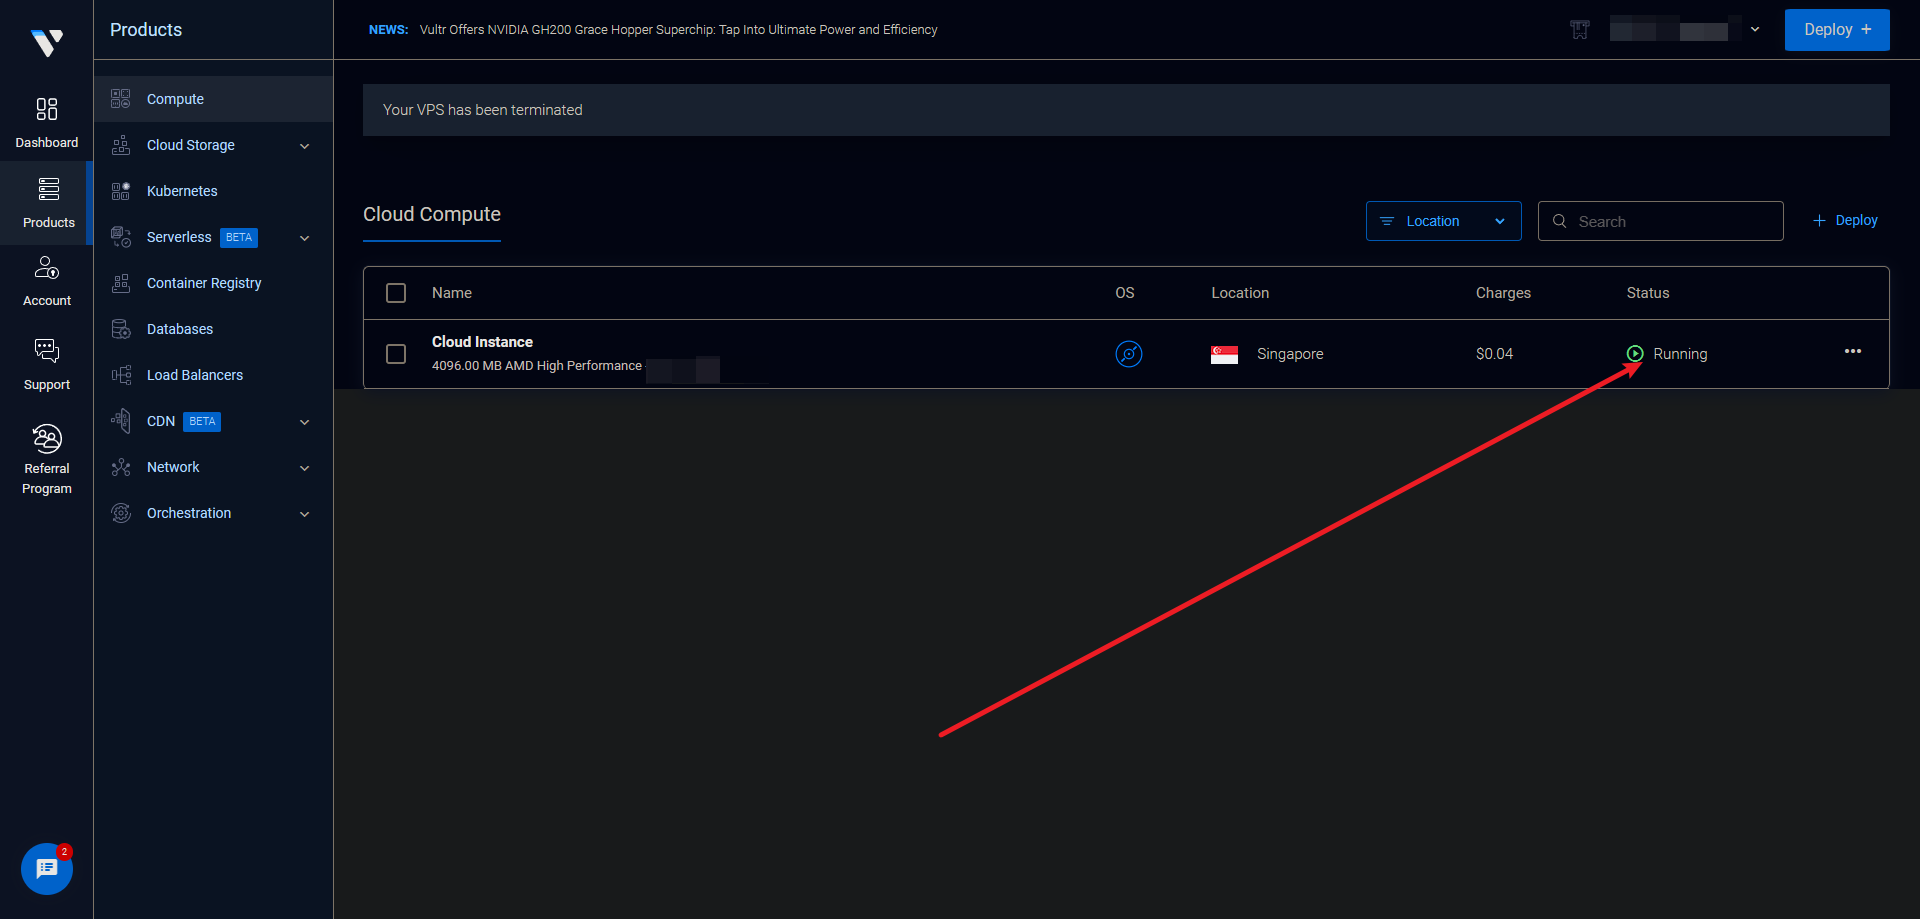 Products
NEWS: Vultr Offers NVIDIA GH200 Grace Hopper Superchip: Tap Into Ultimate Power and Efficiency
Deploy +
Dashboard
Products
Account
Support
Referral
Program
2
Compute
Cloud Storage
Kubernetes
Serverless BETA
Container Registry
Databases
Load Balancers
CDN BETA
Network
Orchestration
Your VPS has been terminated
Cloud Compute
Location
Search
+ Deploy
Name OS Location Charges Status
Cloud Instance
4096.00 MB AMD High Performance
Singapore $0.04 Running